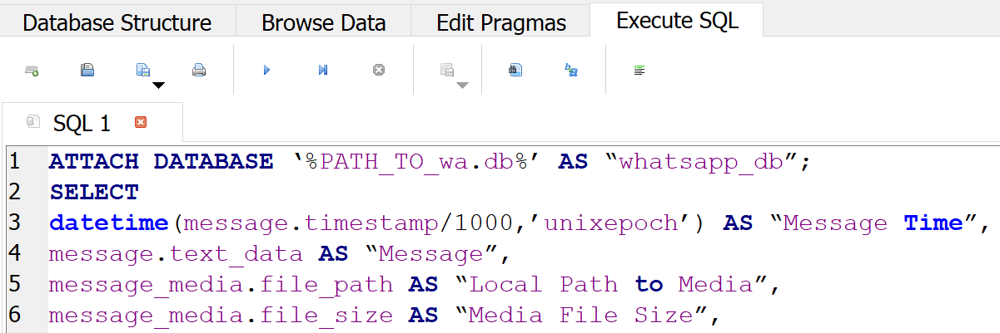 Database Structure Browse Data Edit Pragmas Execute SQL
SQL 1
1 ATTACH DATABASE ‘%PATH_TO_wa.db%’ AS “whatsapp_db”;
2 SELECT
3 datetime(message.timestamp/1000,’unixepoch’) AS “Message Time”,
4 message.text_data AS “Message”,
5 message_media.file_path AS “Local Path to Media”,
6 message_media.file_size AS “Media File Size”,